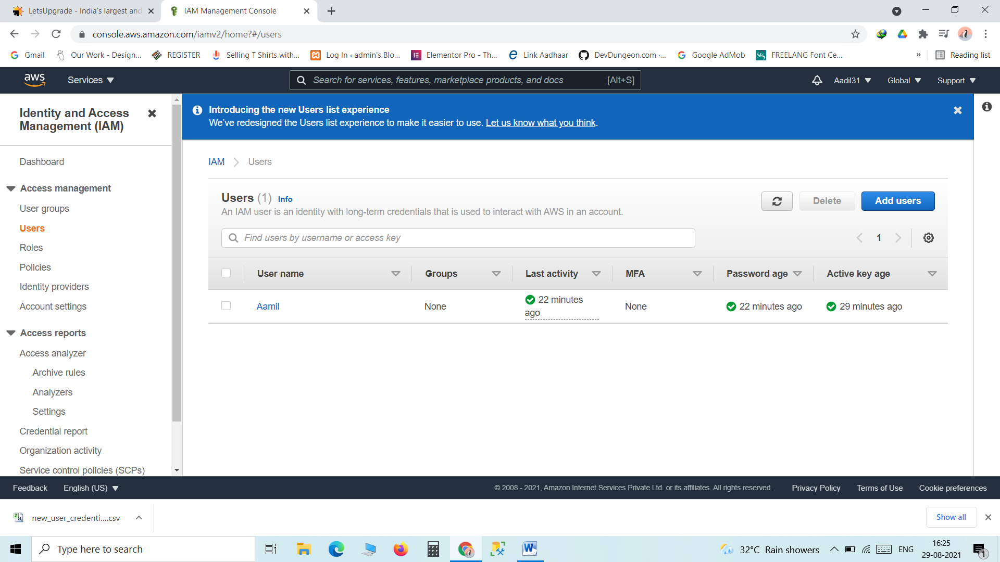 LetsUpgrade - India's largest and
IAM Management Console
console.aws.amazon.com/iamv2/home?#/users
Gmail
Our Work - Design...
REGISTER
Selling T Shirts with...
Log In ‹ admin's Blo...
Elementor Pro - Th...
Link Aadhaar
DevDungeon.com -...
Google AdMob
FREELANG Font Ce...
»
Reading list
aws
Services
Search for services, features, marketplace products, and docs
[Alt+S]
Aadil31
Global
Support
Identity and Access
Management (IAM)
Dashboard
Access management
User groups
Users
Roles
Policies
Identity providers
Account settings
Access reports
Access analyzer
Archive rules
Analyzers
Settings
Credential report
Organization activity
Service control policies (SCPs)
Introducing the new Users list experience
We've redesigned the Users list experience to make it easier to use. Let us know what you think.
IAM
Users
Users (1) Info
An IAM user is an identity with long-term credentials that is used to interact with AWS in an account.
Delete
Add users
Find users by username or access key
1
User name Groups Last activity MFA Password age Active key age
Aamil None 22 minutes ago None 22 minutes ago 29 minutes ago
Feedback
English (US)
© 2008 - 2021, Amazon Internet Services Private Ltd. or its affiliates. All rights reserved.
Privacy Policy
Terms of Use
Cookie preferences
new_user_credenti....csv
Show all
Type here to search
32°C Rain showers
ENG
16:25
29-08-2021
1